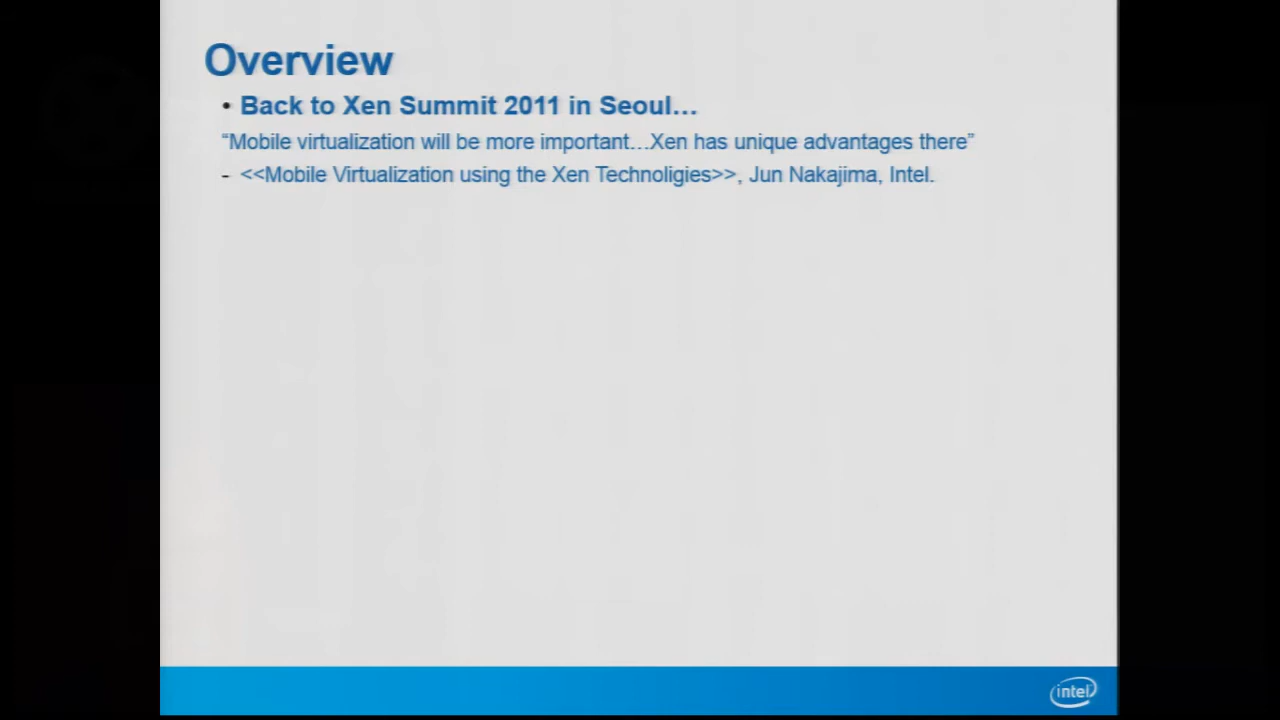 Overview
• Back to Xen Summit 2011 in Seoul…
“Mobile virtualization will be more important…Xen has unique advantages there”
- <<Mobile Virtualization using the Xen Technoligies>>, Jun Nakajima, Intel.
intel